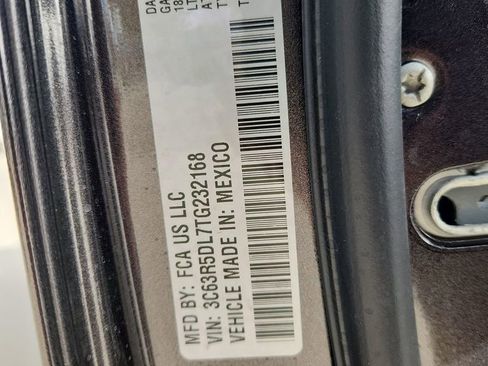 MFD BY: FCA US LLC
VIN: 3C63R5DL7TG232168
VEHICLE MADE IN: MEXICO